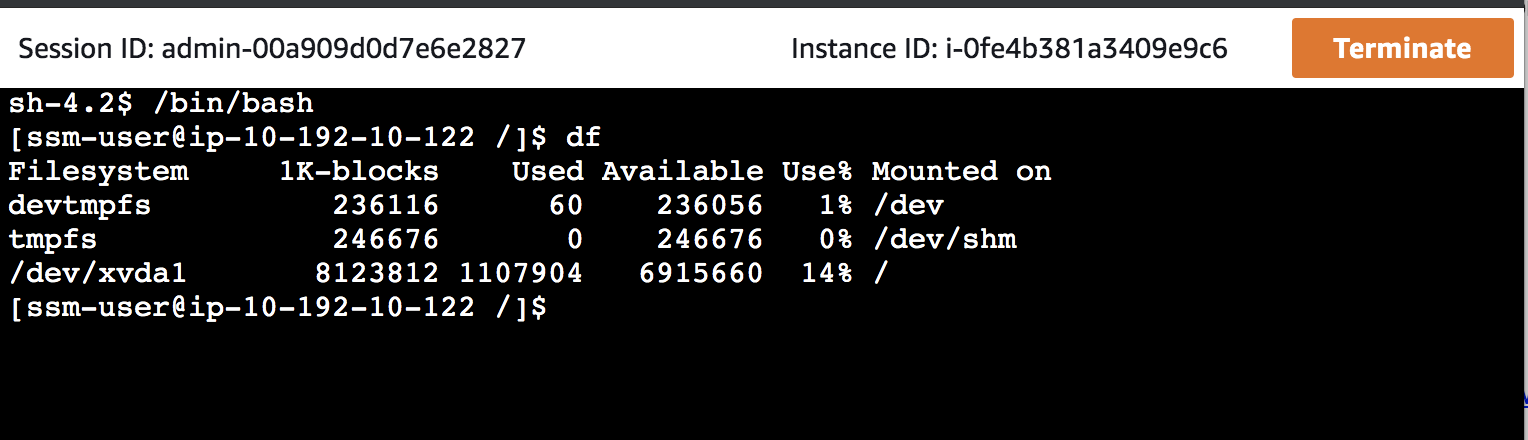 Session ID: admin-00a909d0d7e6e2827 Instance ID: i-0fe4b381a3409e9c6 Terminate
sh-4.2$ /bin/bash
[ssm-user@ip-10-192-10-122 /]$ df
Filesystem     1K-blocks    Used Available Use% Mounted on
devtmpfs          236116      60    236056   1% /dev
tmpfs             246676       0    246676   0% /dev/shm
/dev/xvda1       8123812 1107904   6915660  14% /
[ssm-user@ip-10-192-10-122 /]$